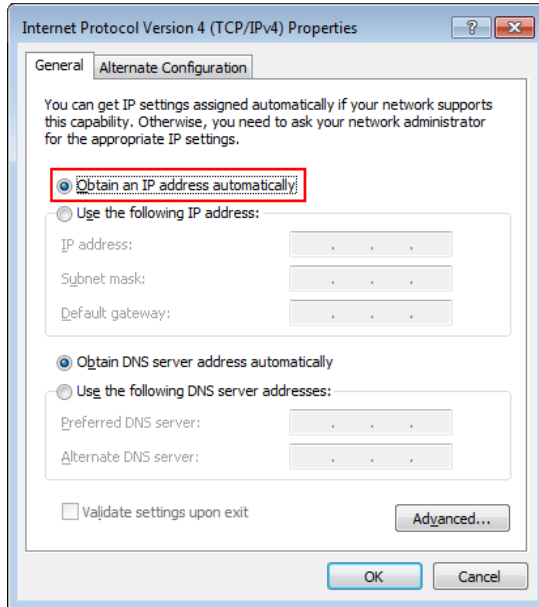 Internet Protocol Version 4 (TCP/IPv4) Properties
General
Alternate Configuration
You can get IP settings assigned automatically if your network supports
this capability. Otherwise, you need to ask your network administrator
for the appropriate IP settings.
Obtain an IP address automatically
Use the following IP address:
IP address:
Subnet mask:
Default gateway:
Obtain DNS server address automatically
Use the following DNS server addresses:
Preferred DNS server:
Alternate DNS server:
Validate settings upon exit
Advanced...
OK
Cancel